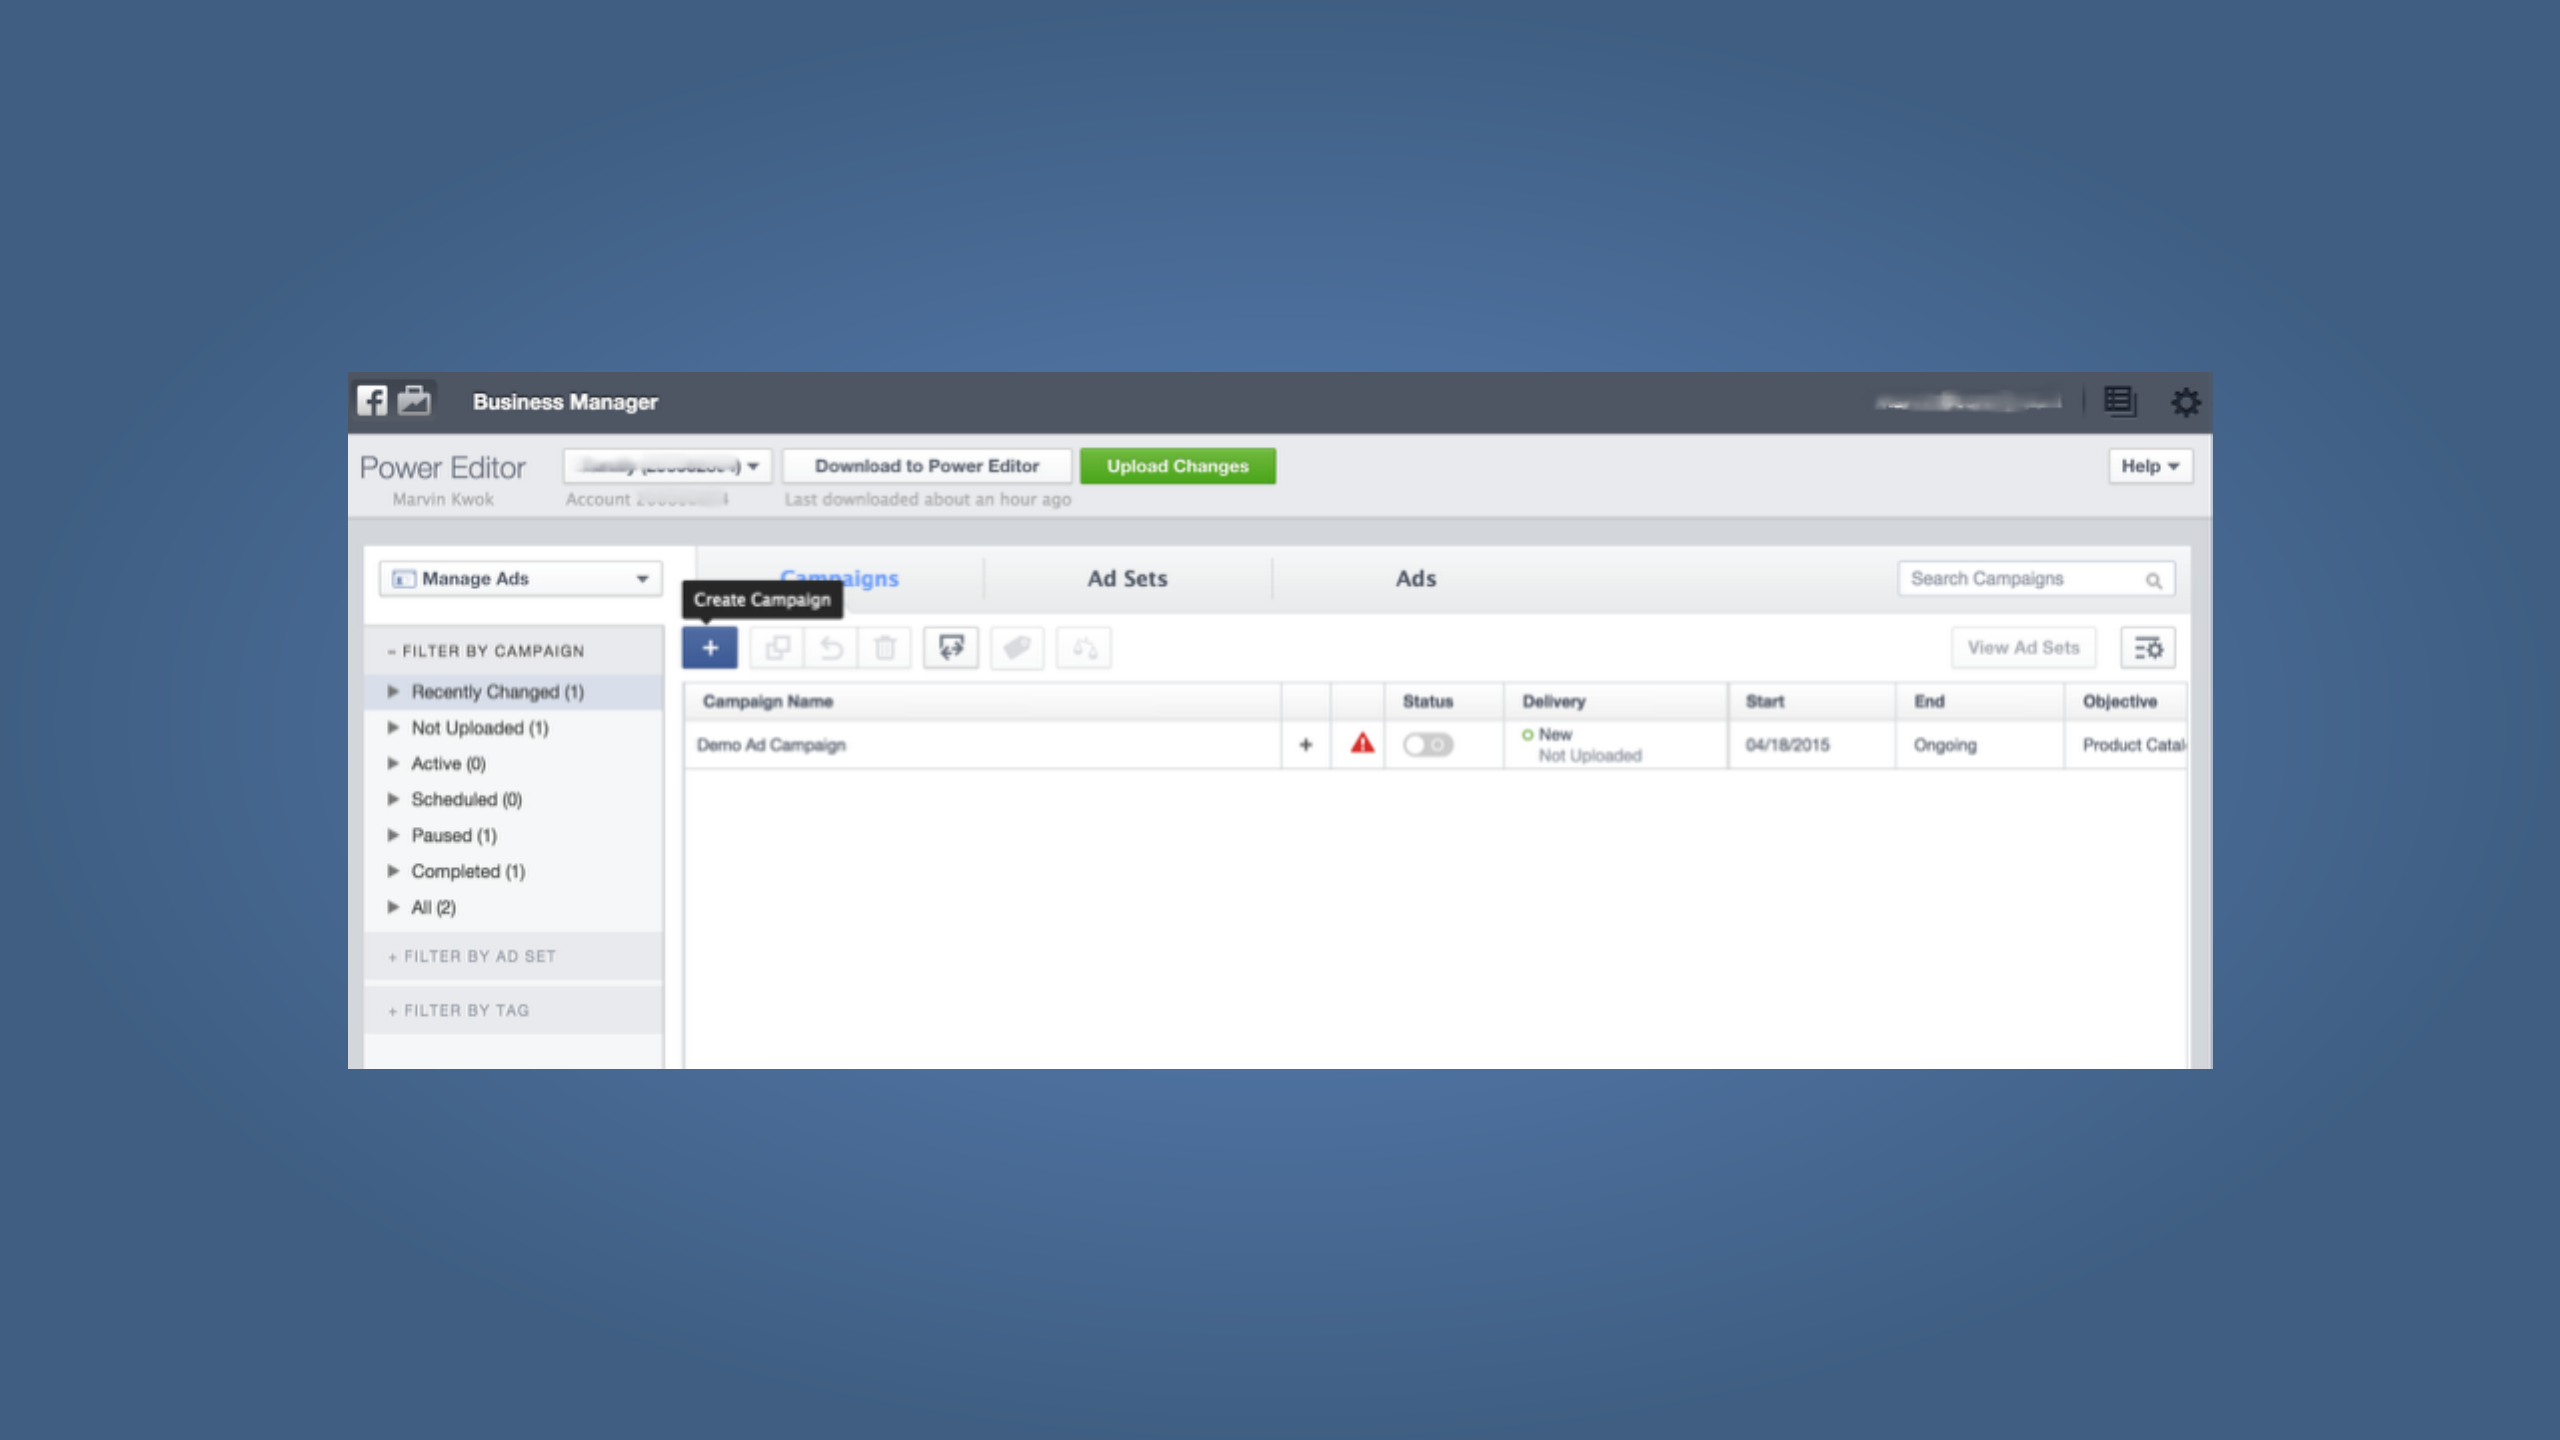 Business Manager
Power Editor
Download to Power Editor
Upload Changes
Help
Marvin Kwok
Account
Last downloaded about an hour ago
Manage Ads
Campaigns
Ad Sets
Ads
Search Campaigns
Create Campaign
– FILTER BY CAMPAIGN
+
View Ad Sets
Recently Changed (1)
Not Uploaded (1)
Active (0)
Scheduled (0)
Paused (1)
Completed (1)
All (2)
+ FILTER BY AD SET
+ FILTER BY TAG
Campaign Name
Status
Delivery
Start
End
Objective
Demo Ad Campaign
+
New
Not Uploaded
04/18/2015
Ongoing
Product Catal